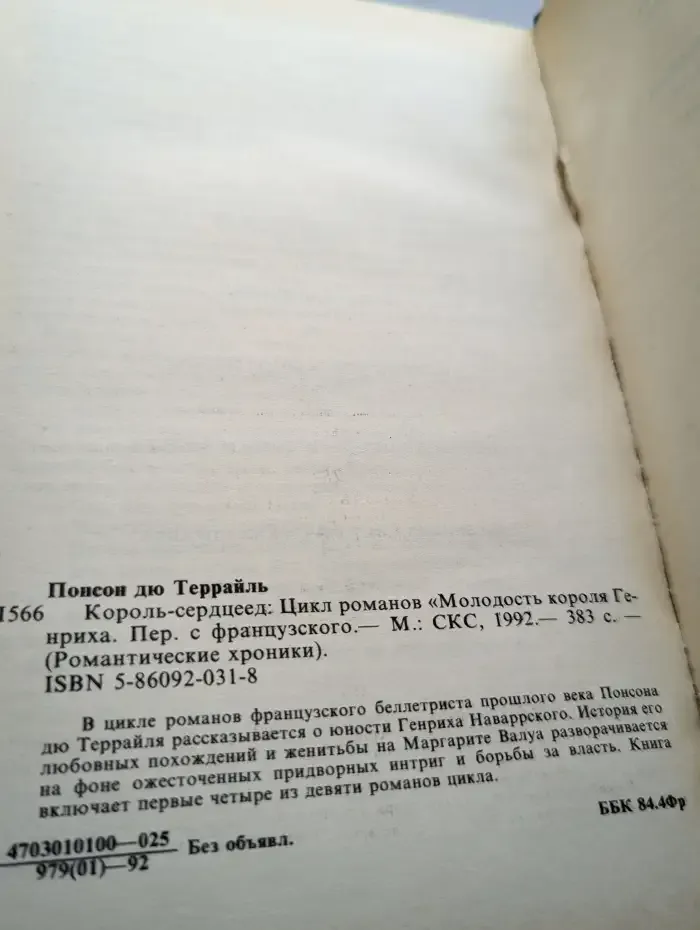 Понсон дю Террайль
1566 Король-сердцеед: Цикл романов «Молодость короля Ге-
нриха. Пер. с французского.— М.: СКС, 1992.— 383 с. —
(Романтические хроники).
ISBN 5-86092-031-8
В цикле романов французского беллетриста прошлого века Понсона
дю Террайля рассказывается о юности Генриха Наваррского. История его
любовных похождений и женитьбы на Маргарите Валуа разворачивается
на фоне ожесточенных придворных интриг и борьбы за власть. Книга
включает первые четыре из девяти романов цикла.
ББК 84.4Фр
4703010100—025
979(01)—92
Без объявл.